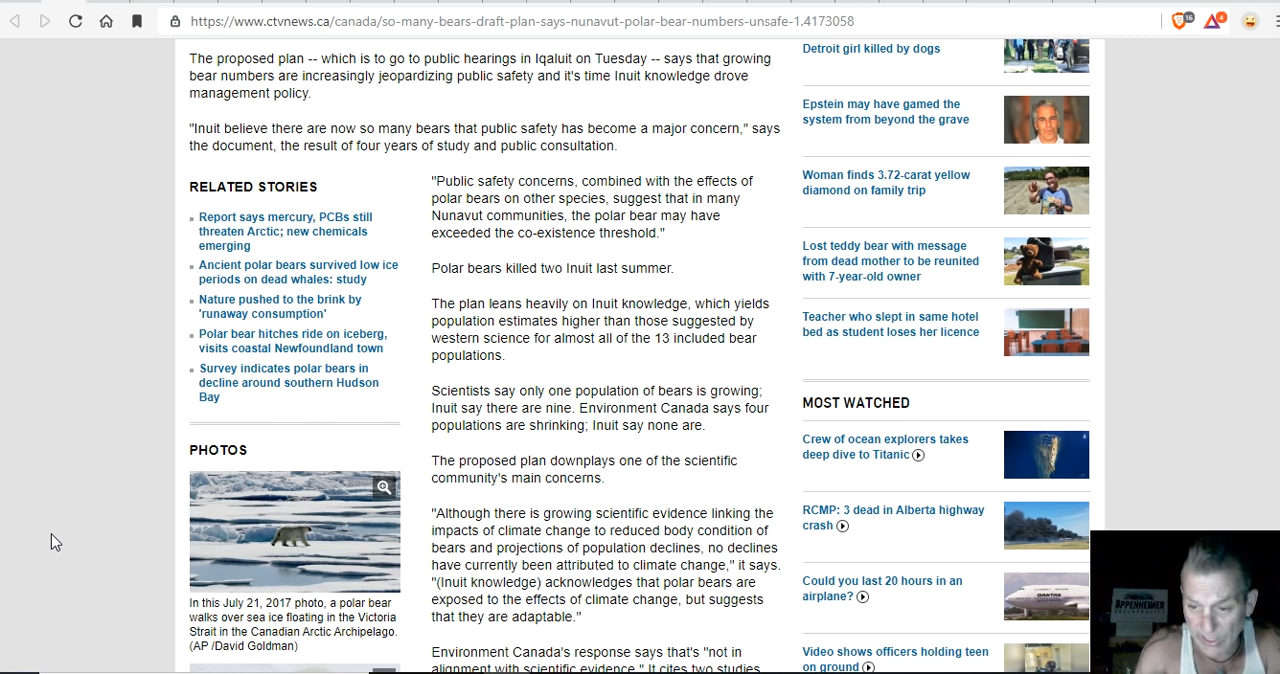 https://www.ctvnews.ca/canada/so-many-bears-draft-plan-says-nunavut-polar-bear-numbers-unsafe-1.4173058
16
4
The proposed plan -- which is to go to public hearings in Iqaluit on Tuesday -- says that growing
bear numbers are increasingly jeopardizing public safety and it's time Inuit knowledge drove
management policy.
"Inuit believe there are now so many bears that public safety has become a major concern," says
the document, the result of four years of study and public consultation.
RELATED STORIES
Report says mercury, PCBs still
threaten Arctic; new chemicals
emerging
Ancient polar bears survived low ice
periods on dead whales: study
Nature pushed to the brink by
'runaway consumption'
Polar bear hitches ride on iceberg,
visits coastal Newfoundland town
Survey indicates polar bears in
decline around southern Hudson
Bay
PHOTOS
In this July 21, 2017 photo, a polar bear
walks over sea ice floating in the Victoria
Strait in the Canadian Arctic Archipelago.
(AP /David Goldman)
"Public safety concerns, combined with the effects of
polar bears on other species, suggest that in many
Nunavut communities, the polar bear may have
exceeded the co-existence threshold."
Polar bears killed two Inuit last summer.
The plan leans heavily on Inuit knowledge, which yields
population estimates higher than those suggested by
western science for almost all of the 13 included bear
populations.
Scientists say only one population of bears is growing;
Inuit say there are nine. Environment Canada says four
populations are shrinking; Inuit say none are.
The proposed plan downplays one of the scientific
community's main concerns.
"Although there is growing scientific evidence linking the
impacts of climate change to reduced body condition of
bears and projections of population declines, no declines
have currently been attributed to climate change," it says.
"(Inuit knowledge) acknowledges that polar bears are
exposed to the effects of climate change, but suggests
that they are adaptable."
Environment Canada's response says that's "not in
alignment with scientific evidence." It cites two studies
Detroit girl killed by dogs
Epstein may have gamed the
system from beyond the grave
Woman finds 3.72-carat yellow
diamond on family trip
Lost teddy bear with message
from dead mother to be reunited
with 7-year-old owner
Teacher who slept in same hotel
bed as student loses her licence
MOST WATCHED
Crew of ocean explorers takes
deep dive to Titanic
RCMP: 3 dead in Alberta highway
crash
Could you last 20 hours in an
airplane?
QANTAS
Video shows officers holding teen
on ground
OPPENHEIMER